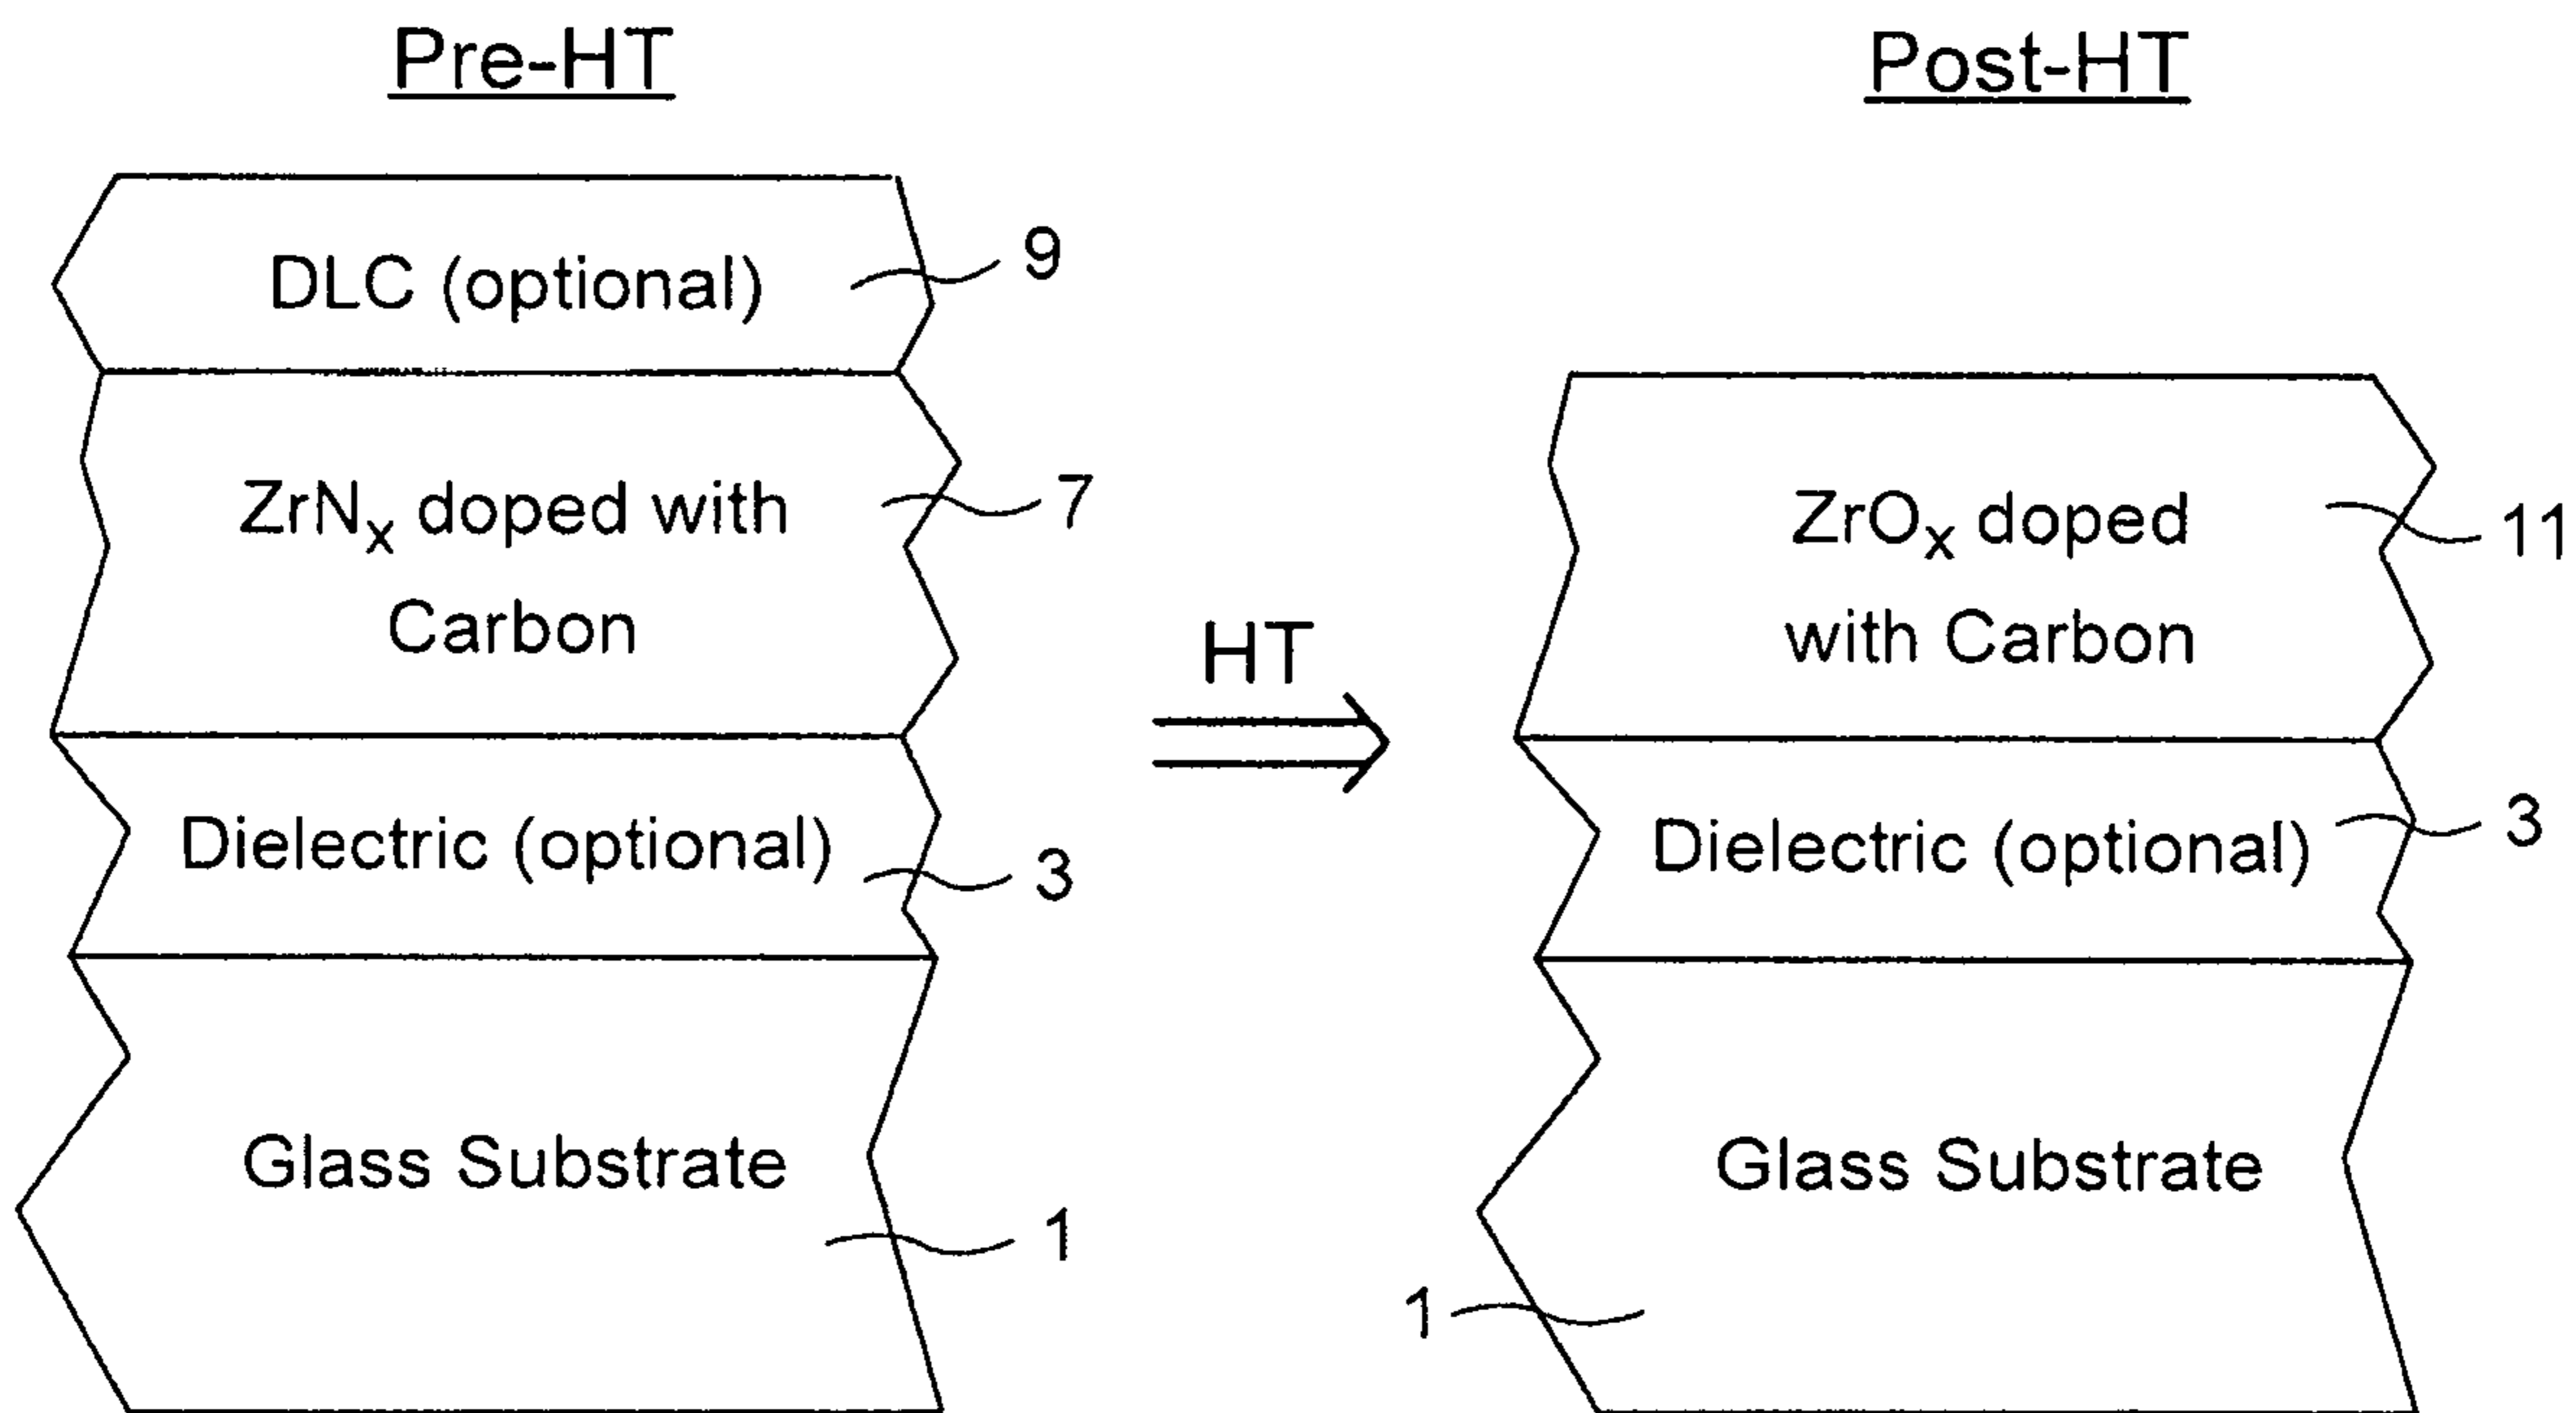 Pre-HT
DLC (optional)
9
ZrNx doped with
Carbon
7
Dielectric (optional)
3
Glass Substrate
1
HT
Post-HT
ZrOx doped
with Carbon
11
Dielectric (optional)
3
Glass Substrate
1